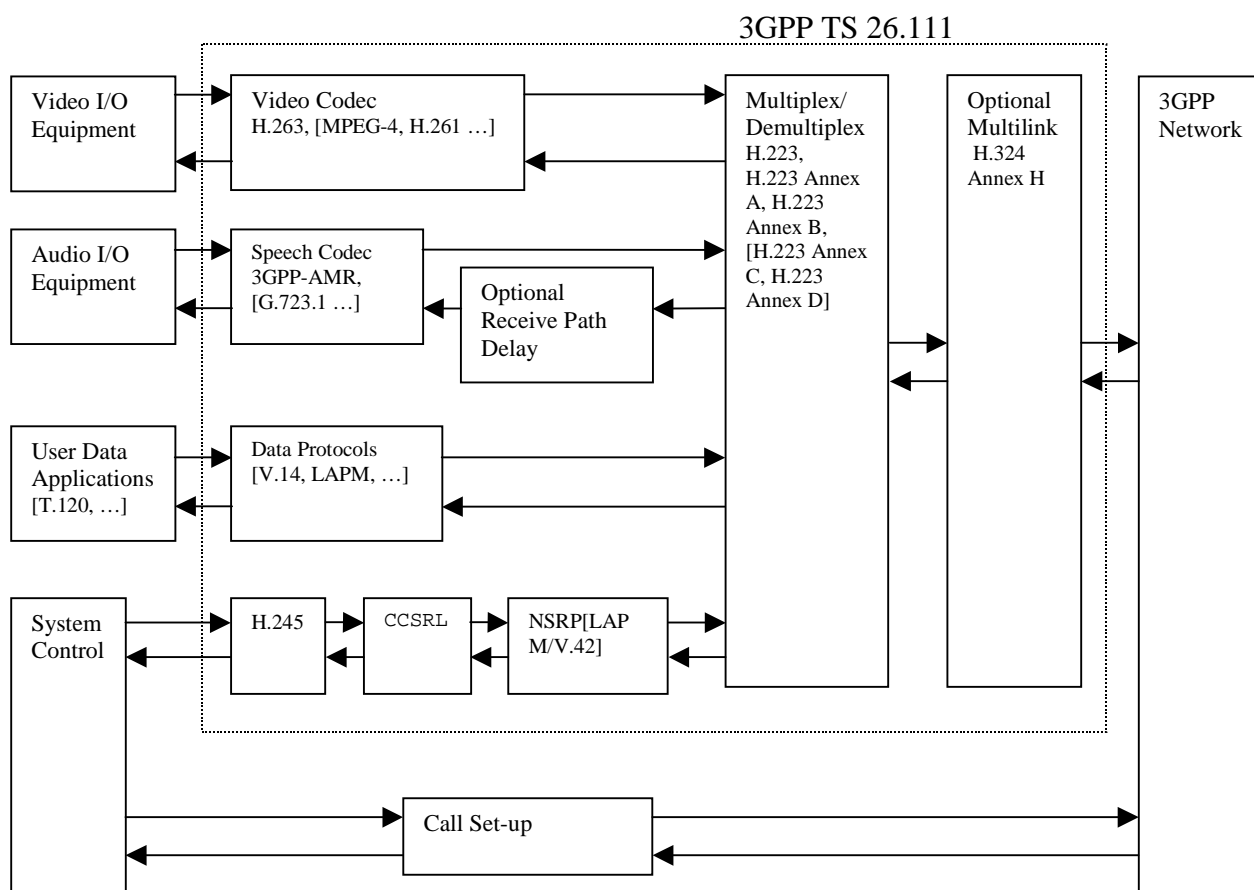 3GPP TS 26.111
Video I/O
Equipment
Video Codec
H.263, [MPEG-4, H.261 …]
Multiplex/
Demultiplex
H.223,
H.223 Annex
A, H.223
Annex B,
[H.223 Annex
C, H.223
Annex D]
Optional
Multilink
H.324
Annex H
3GPP
Network
Audio I/O
Equipment
Speech Codec
3GPP-AMR,
[G.723.1 …]
Optional
Receive Path
Delay
User Data
Applications
[T.120, …]
Data Protocols
[V.14, LAPM, …]
System
Control
H.245
CCSRL
NSRP[LAP
M/V.42]
Call Set-up